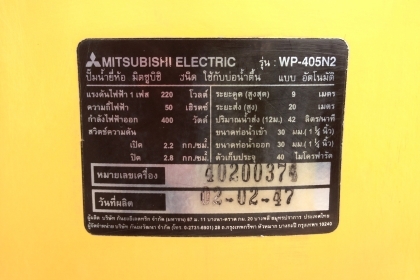 MITSUBISHI ELECTRIC รุ่น : WP-405N2
ปั๊มน้ำยี่ห้อ มิตซูบิชิ ชนิด ใช้กับบ่อน้ำตื้น แบบ อัตโนมัติ
แรงดันไฟฟ้า 1 เฟส 220 โวลต์ ระยะดูด (สูงสุด) 9 เมตร
ความถี่ไฟฟ้า 50 เฮิรตซ์ ระยะส่ง (สูง) 20 เมตร
กำลังไฟฟ้าออก 400 วัตต์ ปริมาณน้ำส่ง (12ม.) 42 ลิตร/นาที
สวิตช์ความดัน ขนาดท่อน้ำเข้า 30 มม.
เปิด 2.2 กก./ซม. ขนาดท่อน้ำออก 30 มม.
ปิด 2.8 กก./ซม. ตัวเก็บประจุ 40 ไมโครฟารัด
หมายเลขเครื่อง 40200374
วันที่ผลิต 02-02-47